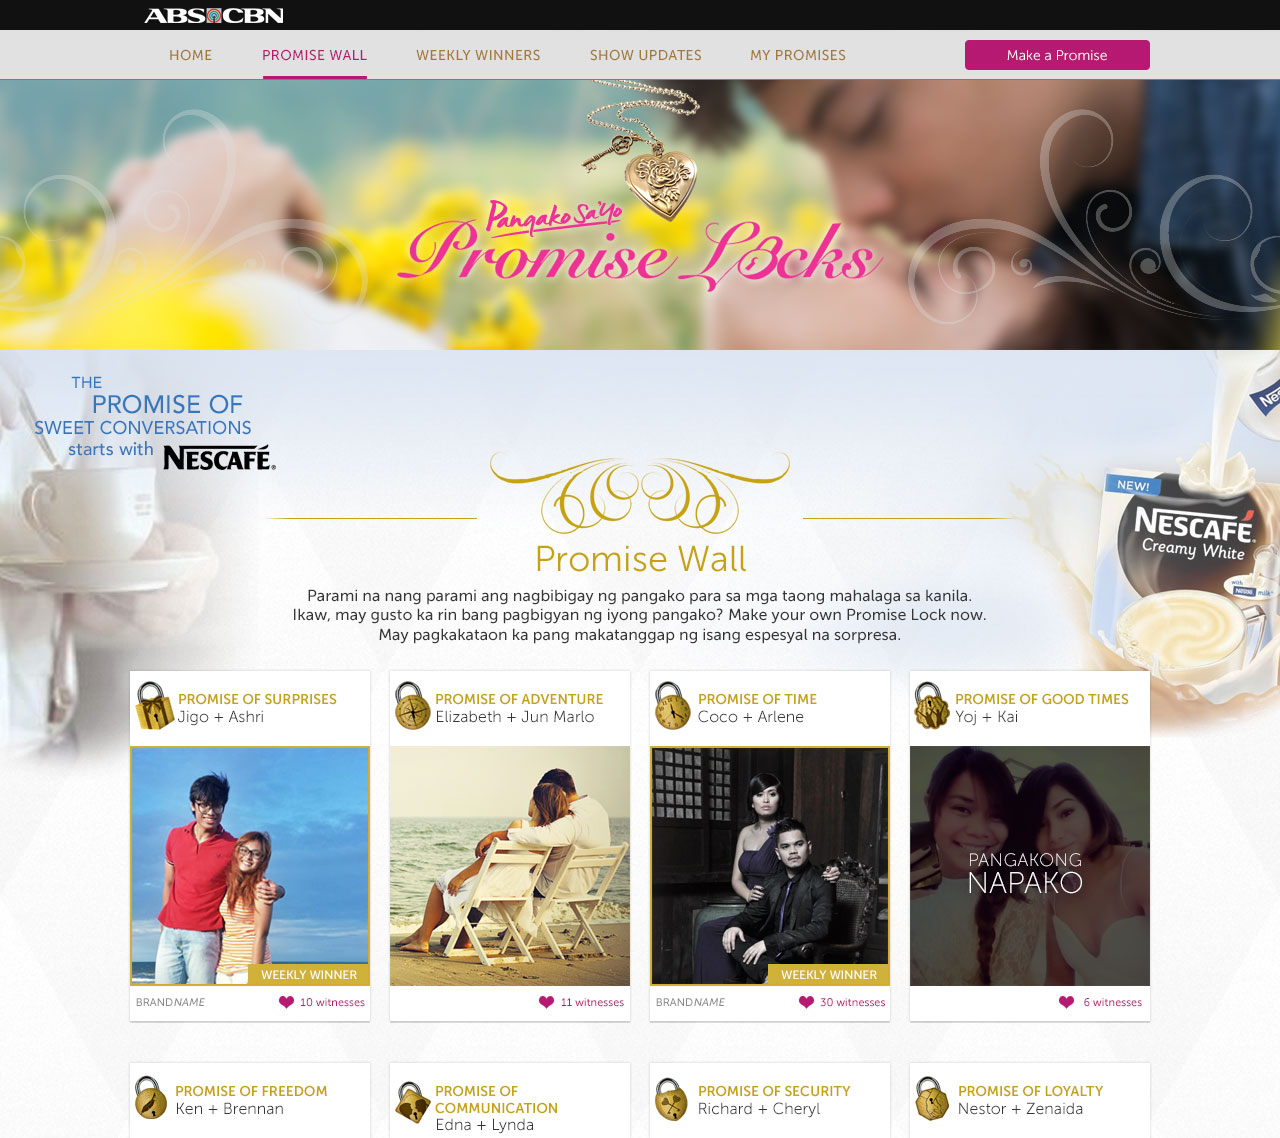 ABS CBN
HOME PROMISE WALL WEEKLY WINNERS SHOW UPDATES MY PROMISES Make a Promise
Pangako Sa'Yo
Promise Locks
THE
PROMISE OF
SWEET CONVERSATIONS
starts with NESCAFÉ
NEW!
NESCAFÉ
Creamy White
with
Promise Wall
Parami na nang parami ang nagbibigay ng pangako para sa mga taong mahalaga sa kanila.
Ikaw, may gusto ka rin bang pagbigyan ng iyong pangako? Make your own Promise Lock now.
May pagkakataon ka pang makatanggap ng isang espesyal na sorpresa.
PROMISE OF SURPRISES
Jigo + Ashri
WEEKLY WINNER
BRANDNAME 10 witnesses
PROMISE OF ADVENTURE
Elizabeth + Jun Marlo
11 witnesses
PROMISE OF TIME
Coco + Arlene
WEEKLY WINNER
BRANDNAME 30 witnesses
PROMISE OF GOOD TIMES
Yoj + Kai
PANGAKONG
NAPAKO
6 witnesses
PROMISE OF FREEDOM
Ken + Brennan
PROMISE OF
COMMUNICATION
Edna + Lynda
PROMISE OF SECURITY
Richard + Cheryl
PROMISE OF LOYALTY
Nestor + Zenaida